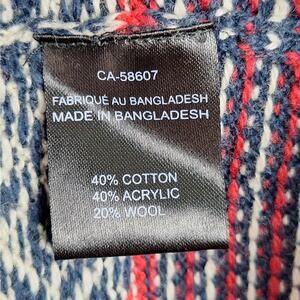 CA-58607
FABRIQUÉ AU BANGLADESH
MADE IN BANGLADESH
40% COTTON
40% ACRYLIC
20% WOOL